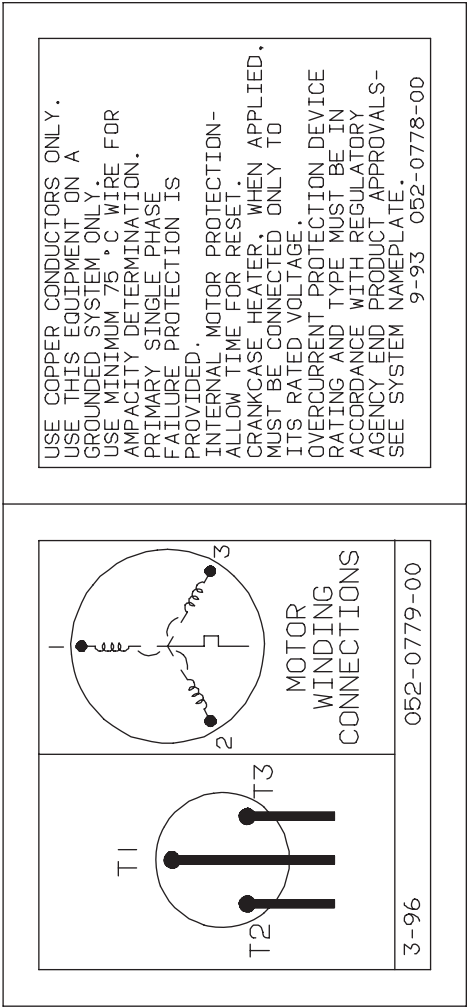 USE COPPER CONDUCTORS ONLY.
USE THIS EQUIPMENT ON A
GROUNDED SYSTEM ONLY.
USE MINIMUM 75°C WIRE FOR
AMPACITY DETERMINATION.
PRIMARY SINGLE PHASE
FAILURE PROTECTION IS
PROVIDED.
INTERNAL MOTOR PROTECTION-
ALLOW TIME FOR RESET.
CRANKCASE HEATER, WHEN APPLIED,
MUST BE CONNECTED ONLY TO
ITS RATED VOLTAGE.
OVERCURRENT PROTECTION DEVICE
RATING AND TYPE MUST BE IN
ACCORDANCE WITH REGULATORY
AGENCY END PRODUCT APPROVALS-
SEE SYSTEM NAMEPLATE.
9-93 052-0778-00
T1
T2
T3
1
2
3
MOTOR
WINDING
CONNECTIONS
3-96 052-0779-00